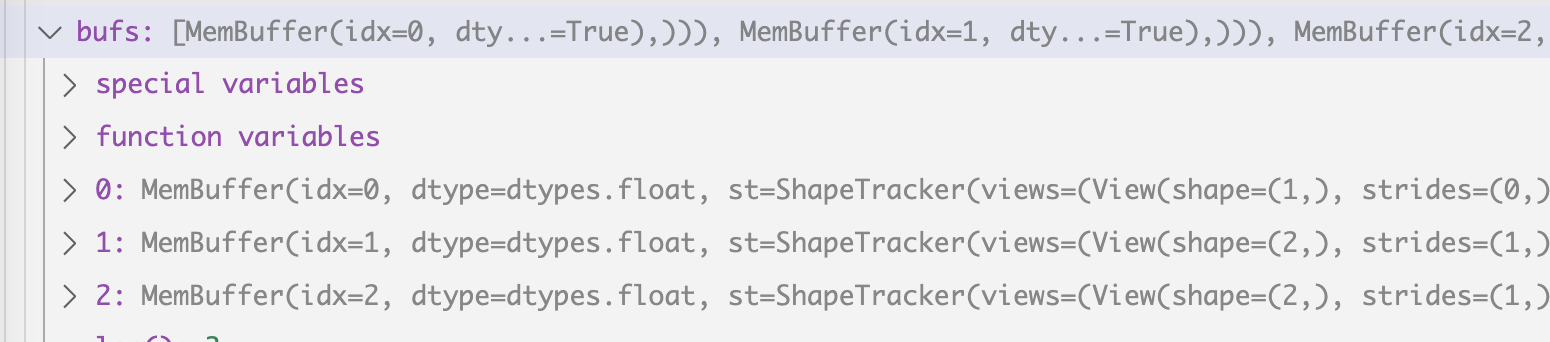 bufs: [MemBuffer(idx=0, dty...=True),))), MemBuffer(idx=1, dty...=True),))), MemBuffer(idx=2,
special variables
function variables
0: MemBuffer(idx=0, dtype=dtypes.float, st=ShapeTracker(views=(View(shape=(1,), strides=(0,)
1: MemBuffer(idx=1, dtype=dtypes.float, st=ShapeTracker(views=(View(shape=(2,), strides=(1,)
2: MemBuffer(idx=2, dtype=dtypes.float, st=ShapeTracker(views=(View(shape=(2,), strides=(1,)